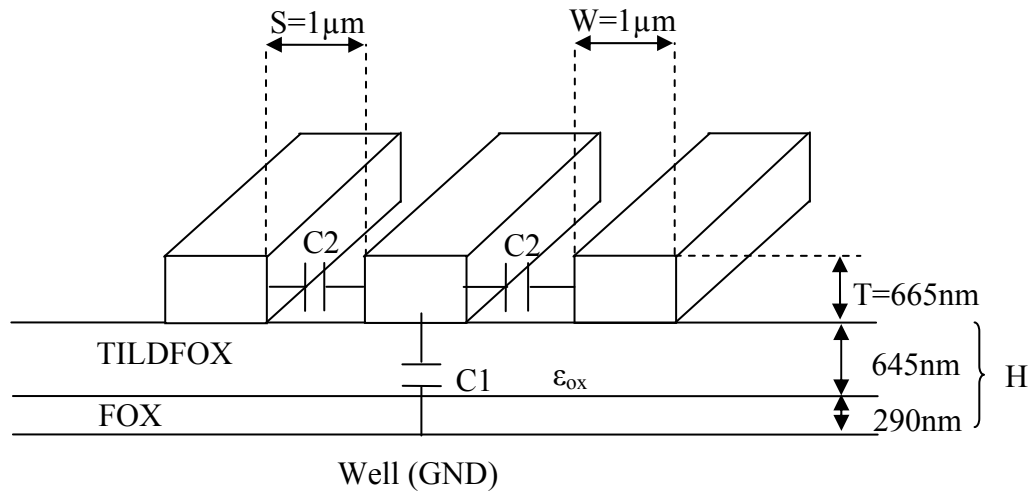 S=1µm
W=1µm
C2
C2
T=665nm
TILDFOX
C1
εox
645nm
H
FOX
290nm
Well (GND)